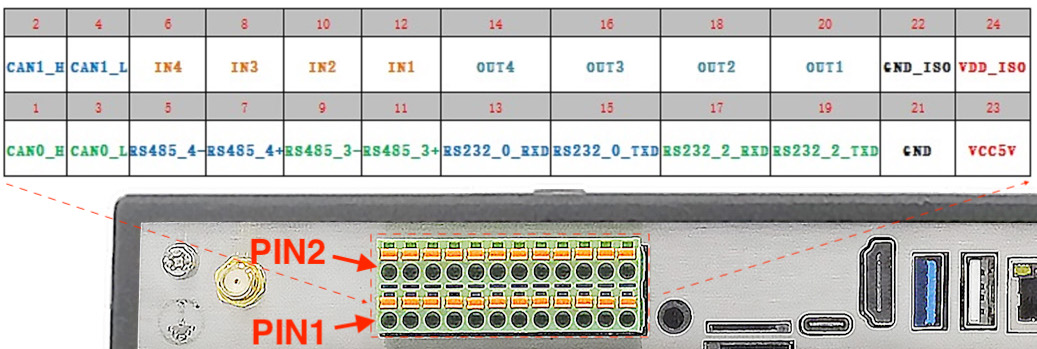 2 4 6 8 10 12 14 16 18 20 22 24
CAN1_H CAN1_L IN4 IN3 IN2 IN1 OUT4 OUT3 OUT2 OUT1 GND_ISO VDD_ISO
1 3 5 7 9 11 13 15 17 19 21 23
CAN0_H CAN0_L RS485_4- RS485_4+ RS485_3- RS485_3+ RS232_0_RXD RS232_0_TXD RS232_2_RXD RS232_2_TXD GND VCC5V
PIN2
PIN1